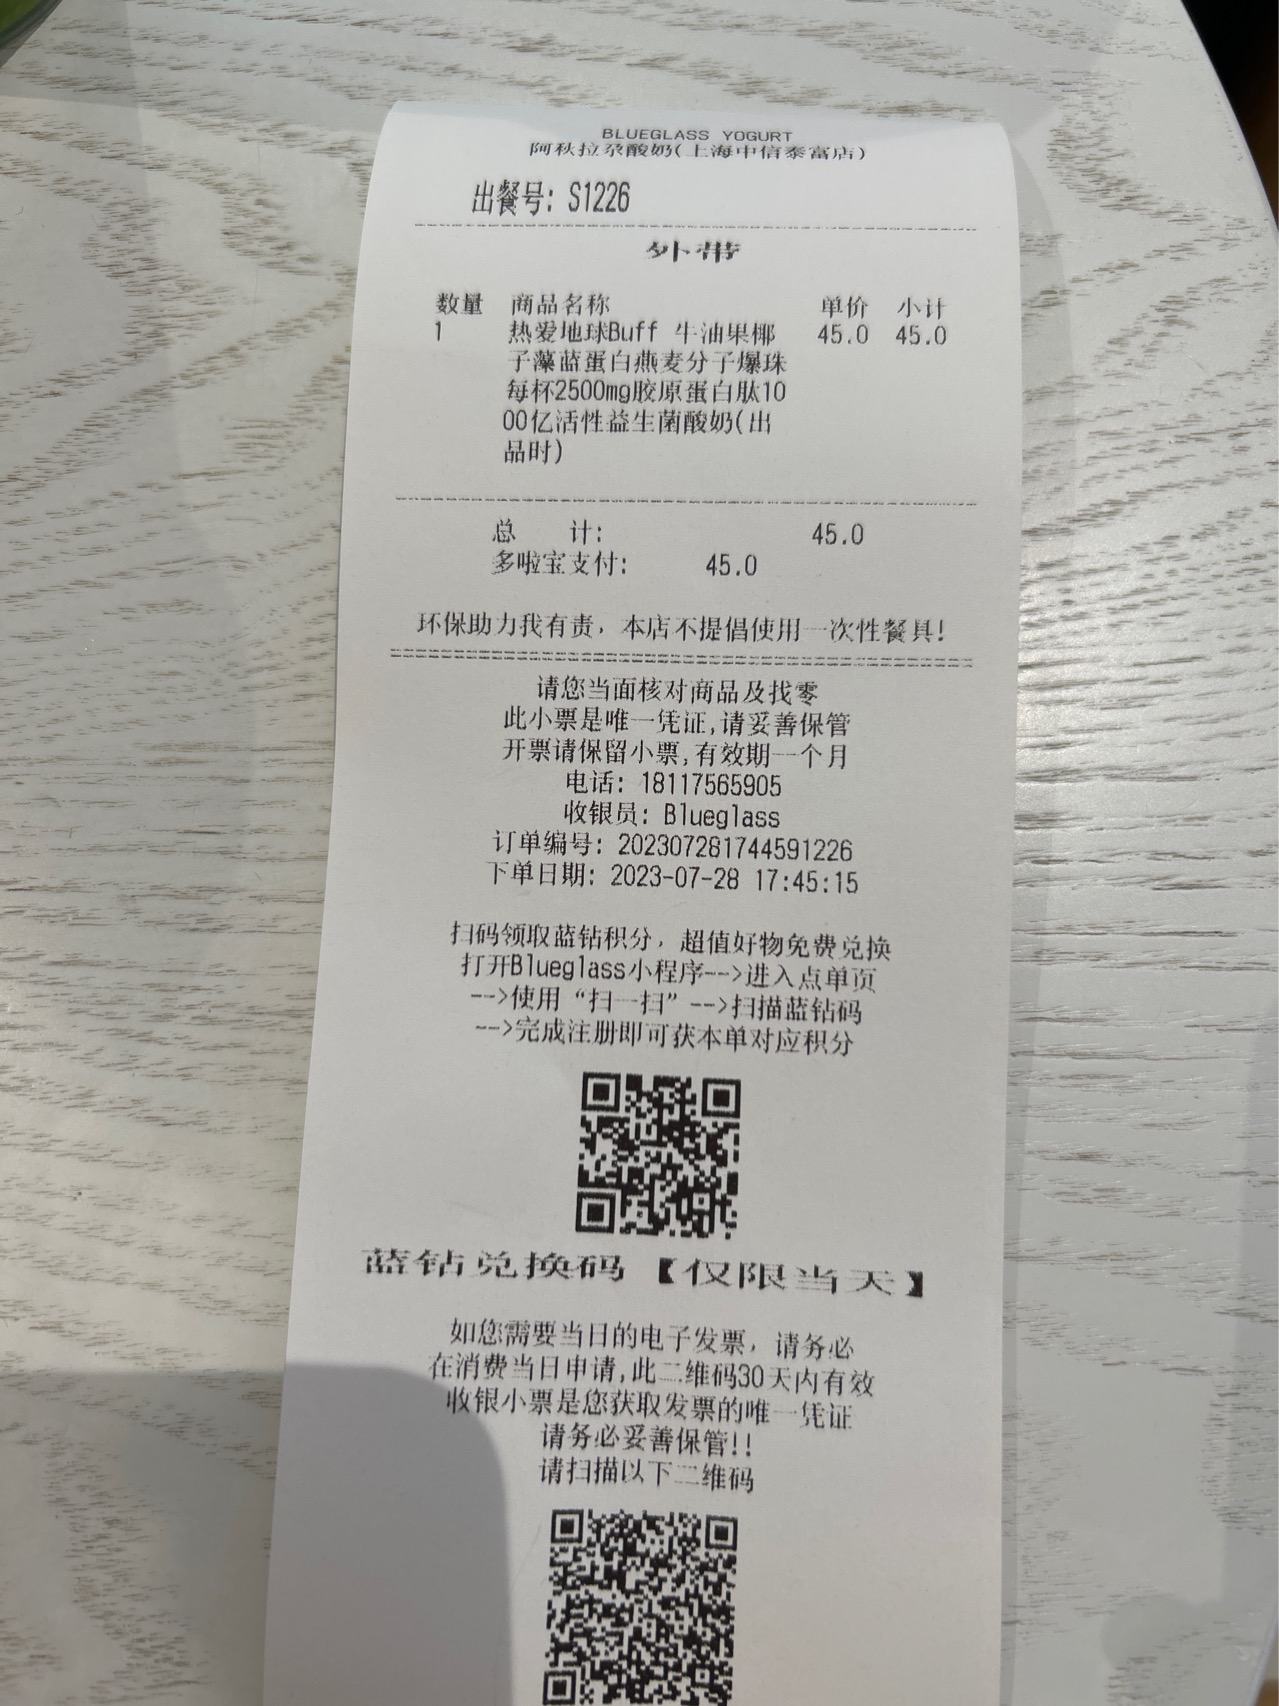 BLUEGLASS YOGURT
阿秋拉尕酸奶(上海中信泰富店)
出餐号: S1226
外带
数量 商品名称 单价 小计
1 热爱地球Buff 牛油果椰 45.0 45.0
子藻蓝蛋白燕麦分子爆珠
每杯2500mg胶原蛋白肽10
00亿活性益生菌酸奶(出
品时)
总 计: 45.0
多啦宝支付: 45.0
环保助力我有责，本店不提倡使用一次性餐具!
请您当面核对商品及找零
此小票是唯一凭证,请妥善保管
开票请保留小票,有效期一个月
电话: 18117565905
收银员: Blueglass
订单编号: 202307281744591226
下单日期: 2023-07-28 17:45:15
扫码领取蓝钻积分，超值好物免费兑换
打开Blueglass小程序-->进入点单页
-->使用“扫一扫”-->扫描蓝钻码
-->完成注册即可获本单对应积分
蓝钻兑换码【仅限当天】
如您需要当日的电子发票，请务必
在消费当日申请,此二维码30天内有效
收银小票是您获取发票的唯一凭证
请务必妥善保管!!
请扫描以下二维码